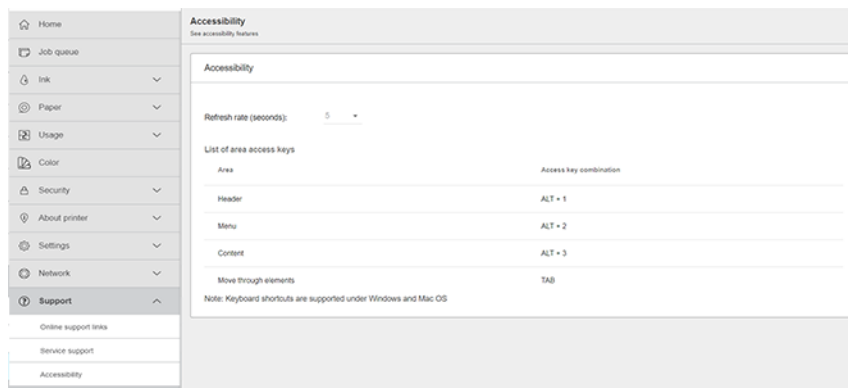 Home
Job queue
Ink
Paper
Usage
Color
Security
About printer
Settings
Network
Support
Online support links
Service support
Accessibility
Accessibility
See accessibility features
Accessibility
Refresh rate (seconds): 5
List of area access keys
Area Access key combination
Header ALT + 1
Menu ALT + 2
Content ALT + 3
Move through elements TAB
Note: Keyboard shortcuts are supported under Windows and Mac OS